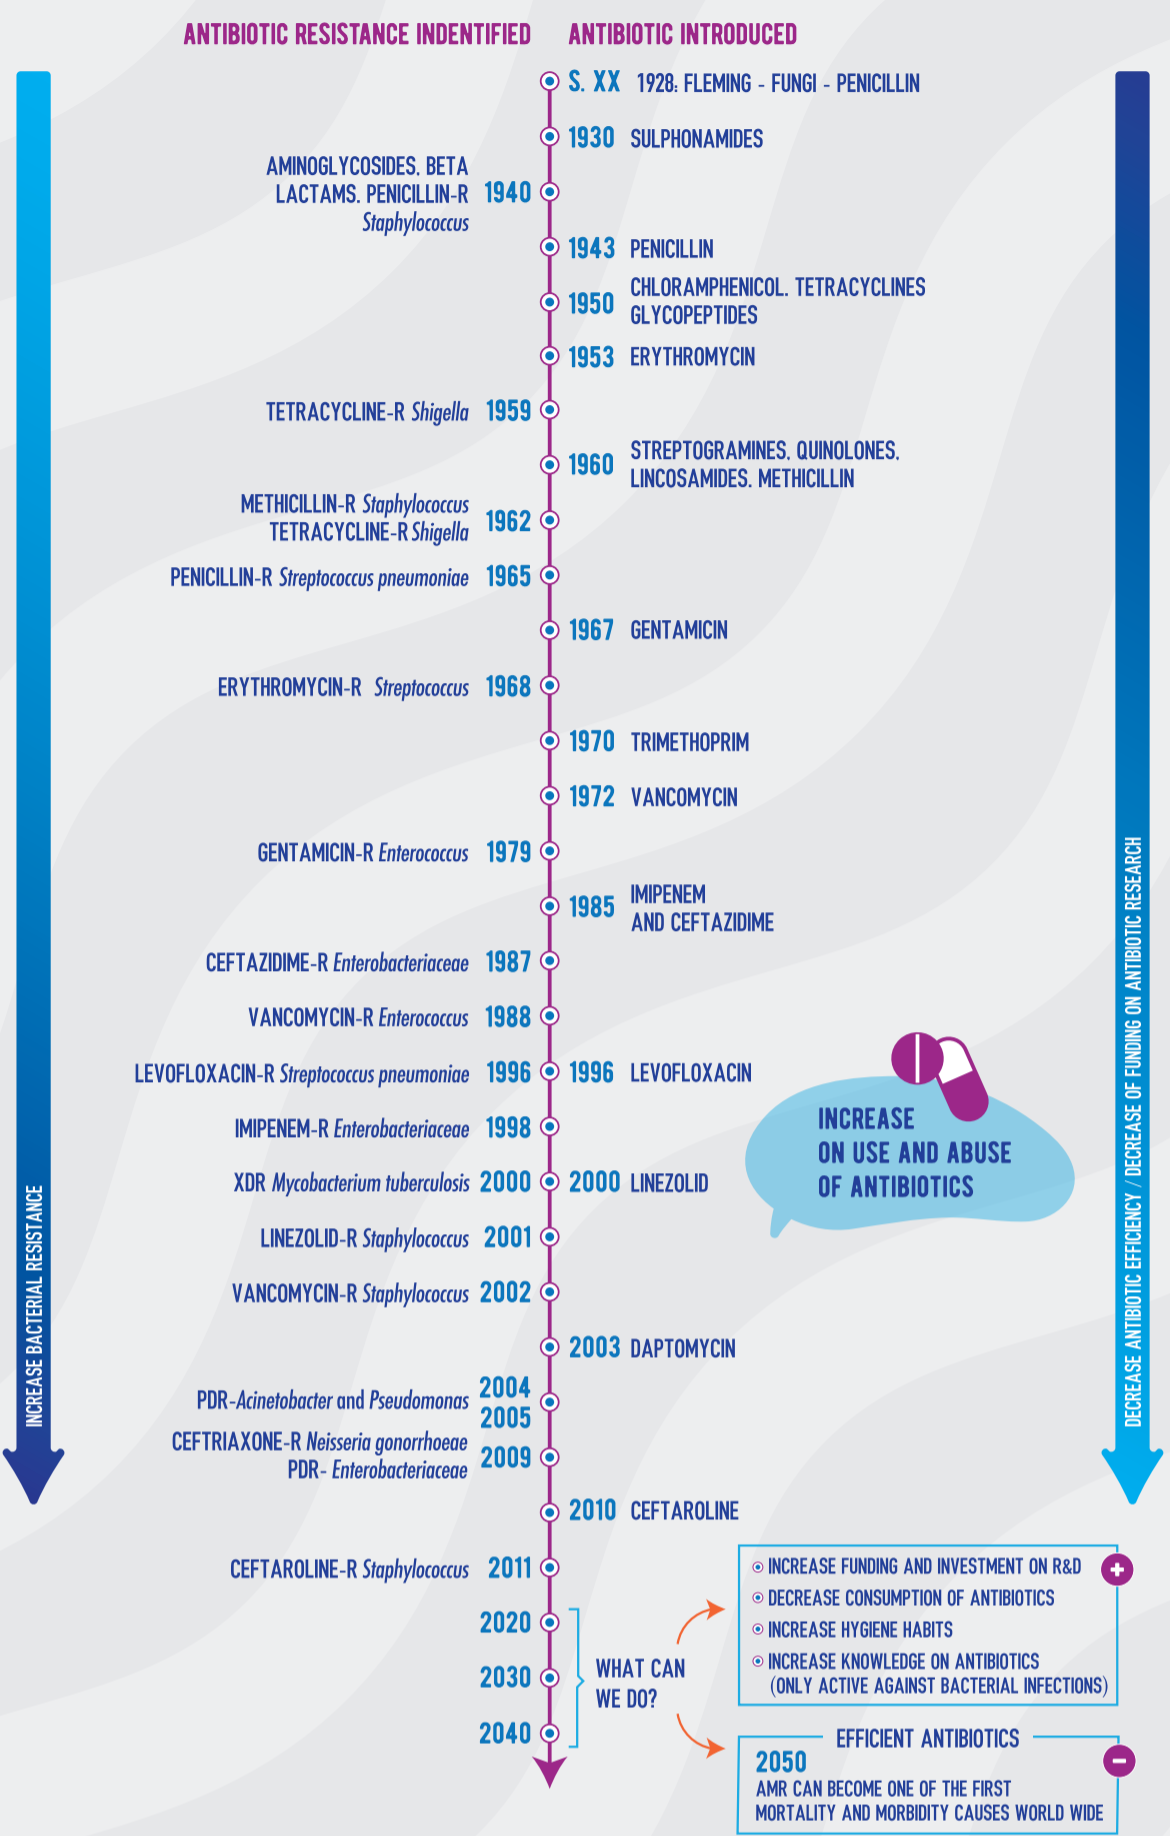 ANTIBIOTIC RESISTANCE INDENTIFIED
ANTIBIOTIC INTRODUCED
S. XX 1928: FLEMING - FUNGI - PENICILLIN
1930 SULPHONAMIDES
AMINOGLYCOSIDES. BETA
LACTAMS. PENICILLIN-R
Staphylococcus
1940
1943 PENICILLIN
1950
CHLORAMPHENICOL. TETRACYCLINES
GLYCOPEPTIDES
1953 ERYTHROMYCIN
TETRACYCLINE-R Shigella 1959
1960
STREPTOGRAMINES. QUINOLONES.
LINCOSAMIDES. METHICILLIN
METHICILLIN-R Staphylococcus
TETRACYCLINE-R Shigella
1962
PENICILLIN-R Streptococcus pneumoniae 1965
1967 GENTAMICIN
ERYTHROMYCIN-R Streptococcus 1968
1970 TRIMETHOPRIM
1972 VANCOMYCIN
GENTAMICIN-R Enterococcus 1979
1985
IMIPENEM
AND CEFTAZIDIME
CEFTAZIDIME-R Enterobacteriaceae 1987
VANCOMYCIN-R Enterococcus 1988
LEVOFLOXACIN-R Streptococcus pneumoniae 1996
1996 LEVOFLOXACIN
IMIPENEM-R Enterobacteriaceae 1998
XDR Mycobacterium tuberculosis 2000
2000 LINEZOLID
LINEZOLID-R Staphylococcus 2001
VANCOMYCIN-R Staphylococcus 2002
2003 DAPTOMYCIN
PDR-Acinetobacter and Pseudomonas
2004
2005
CEFTRIAXONE-R Neisseria gonorrhoeae
PDR- Enterobacteriaceae
2009
2010 CEFTAROLINE
CEFTAROLINE-R Staphylococcus 2011
2020
2030
2040
WHAT CAN
WE DO?
INCREASE
ON USE AND ABUSE
OF ANTIBIOTICS
INCREASE BACTERIAL RESISTANCE
DECREASE ANTIBIOTIC EFFICIENCY / DECREASE OF FUNDING ON ANTIBIOTIC RESEARCH
+
INCREASE FUNDING AND INVESTMENT ON R&D
DECREASE CONSUMPTION OF ANTIBIOTICS
INCREASE HYGIENE HABITS
INCREASE KNOWLEDGE ON ANTIBIOTICS
(ONLY ACTIVE AGAINST BACTERIAL INFECTIONS)
EFFICIENT ANTIBIOTICS
-
2050
AMR CAN BECOME ONE OF THE FIRST
MORTALITY AND MORBIDITY CAUSES WORLD WIDE